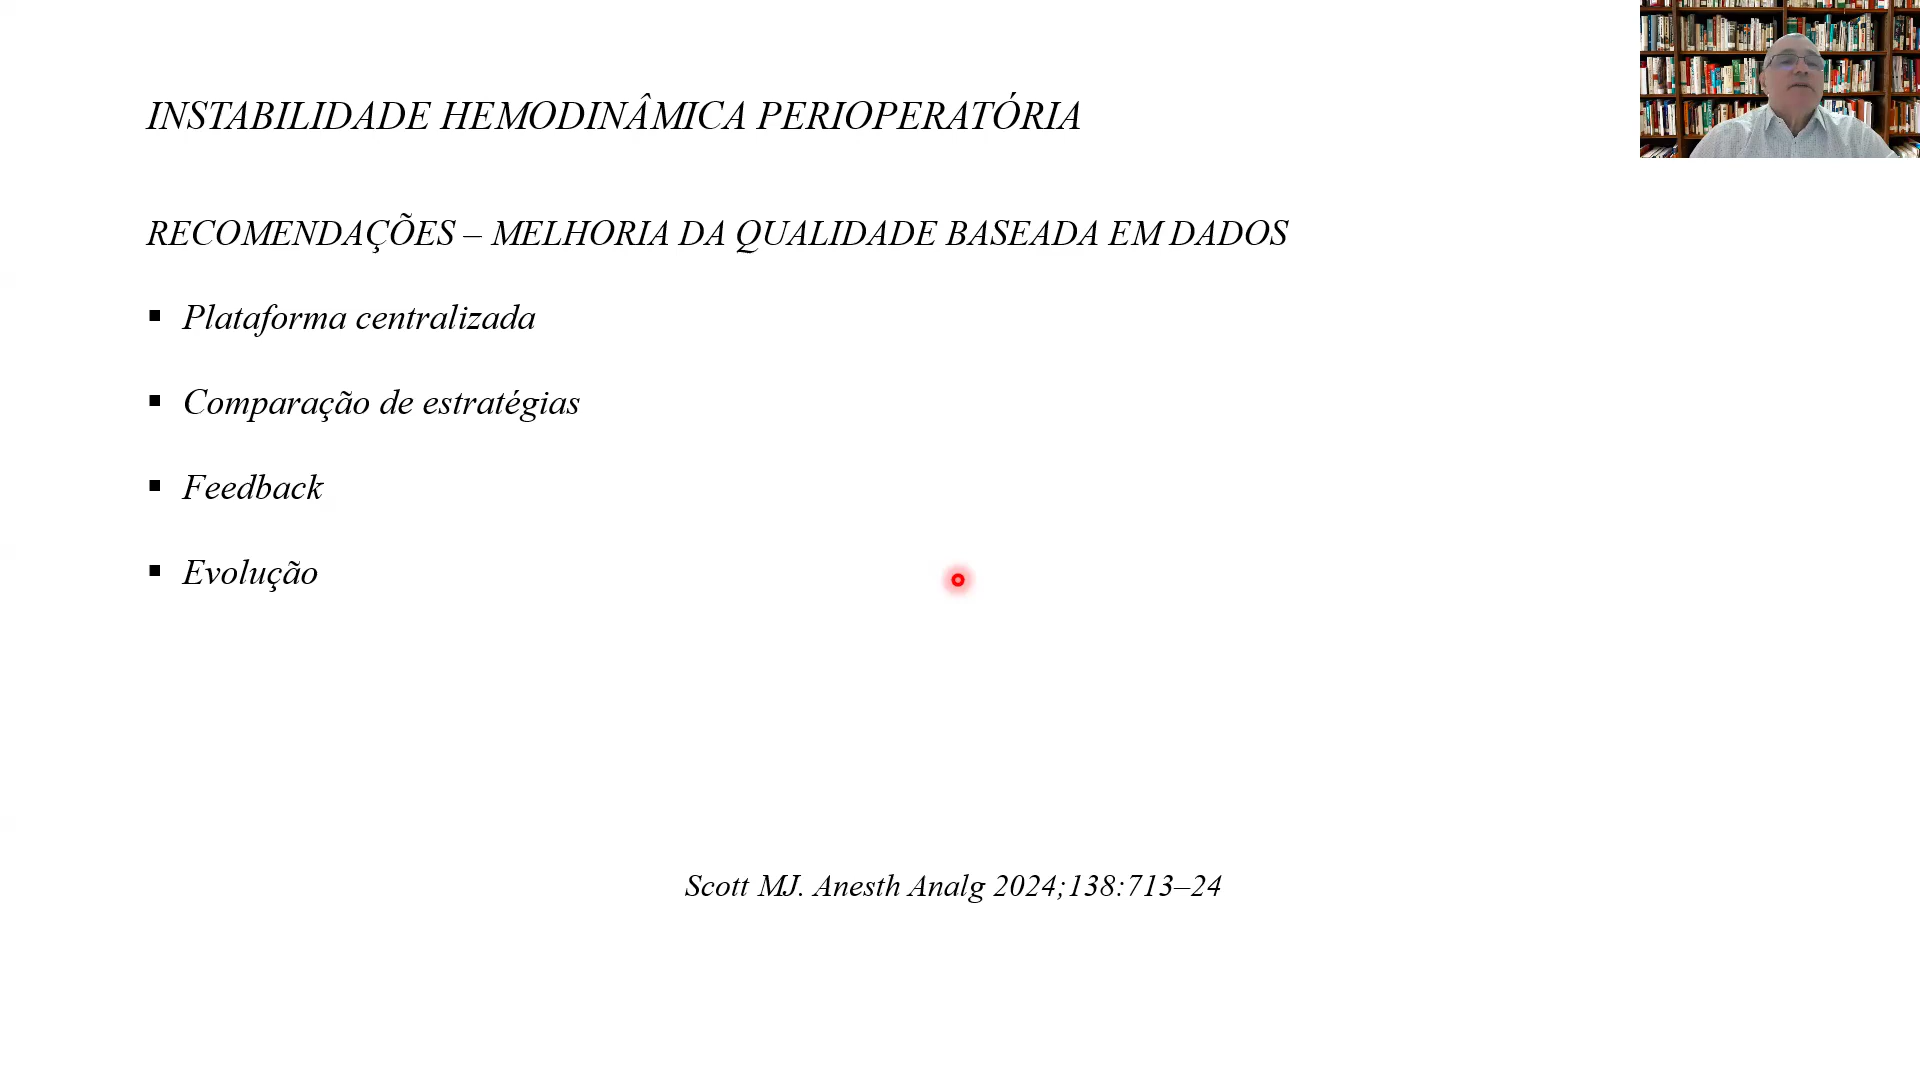 INSTABILIDADE HEMODINÂMICA PERIOPERATÓRIA
RECOMENDAÇÕES – MELHORIA DA QUALIDADE BASEADA EM DADOS
▪ Plataforma centralizada
▪ Comparação de estratégias
▪ Feedback
▪ Evolução
Scott MJ. Anesth Analg 2024;138:713–24